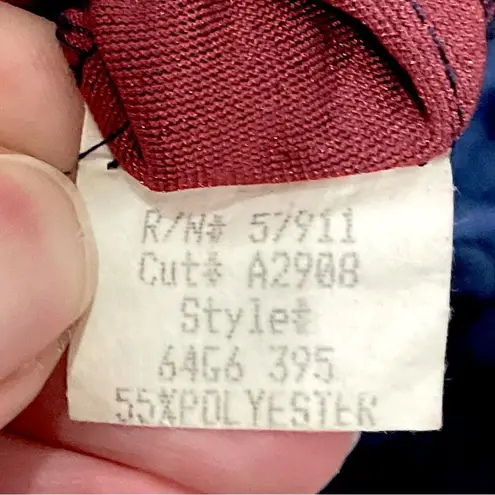 R/N# 57911
Cut# A2908
Style#
64G6 395
55%POLYESTER